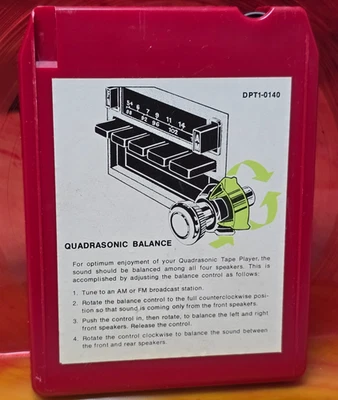 DPT1-0140
54 6 7 9 11 14
88 92 96 102
A
QUADRASONIC BALANCE
For optimum enjoyment of your Quadrasonic Tape Player, the
sound should be balanced among all four speakers. This is
accomplished by adjusting the balance control as follows:
1. Tune to an AM or FM broadcast station.
2. Rotate the balance control to the full counterclockwise posi-
tion so that sound is coming only from the front speakers.
3. Push the control in, then rotate, to balance the left and right
front speakers. Release the control.
4. Rotate the control clockwise to balance the sound between
the front and rear speakers.